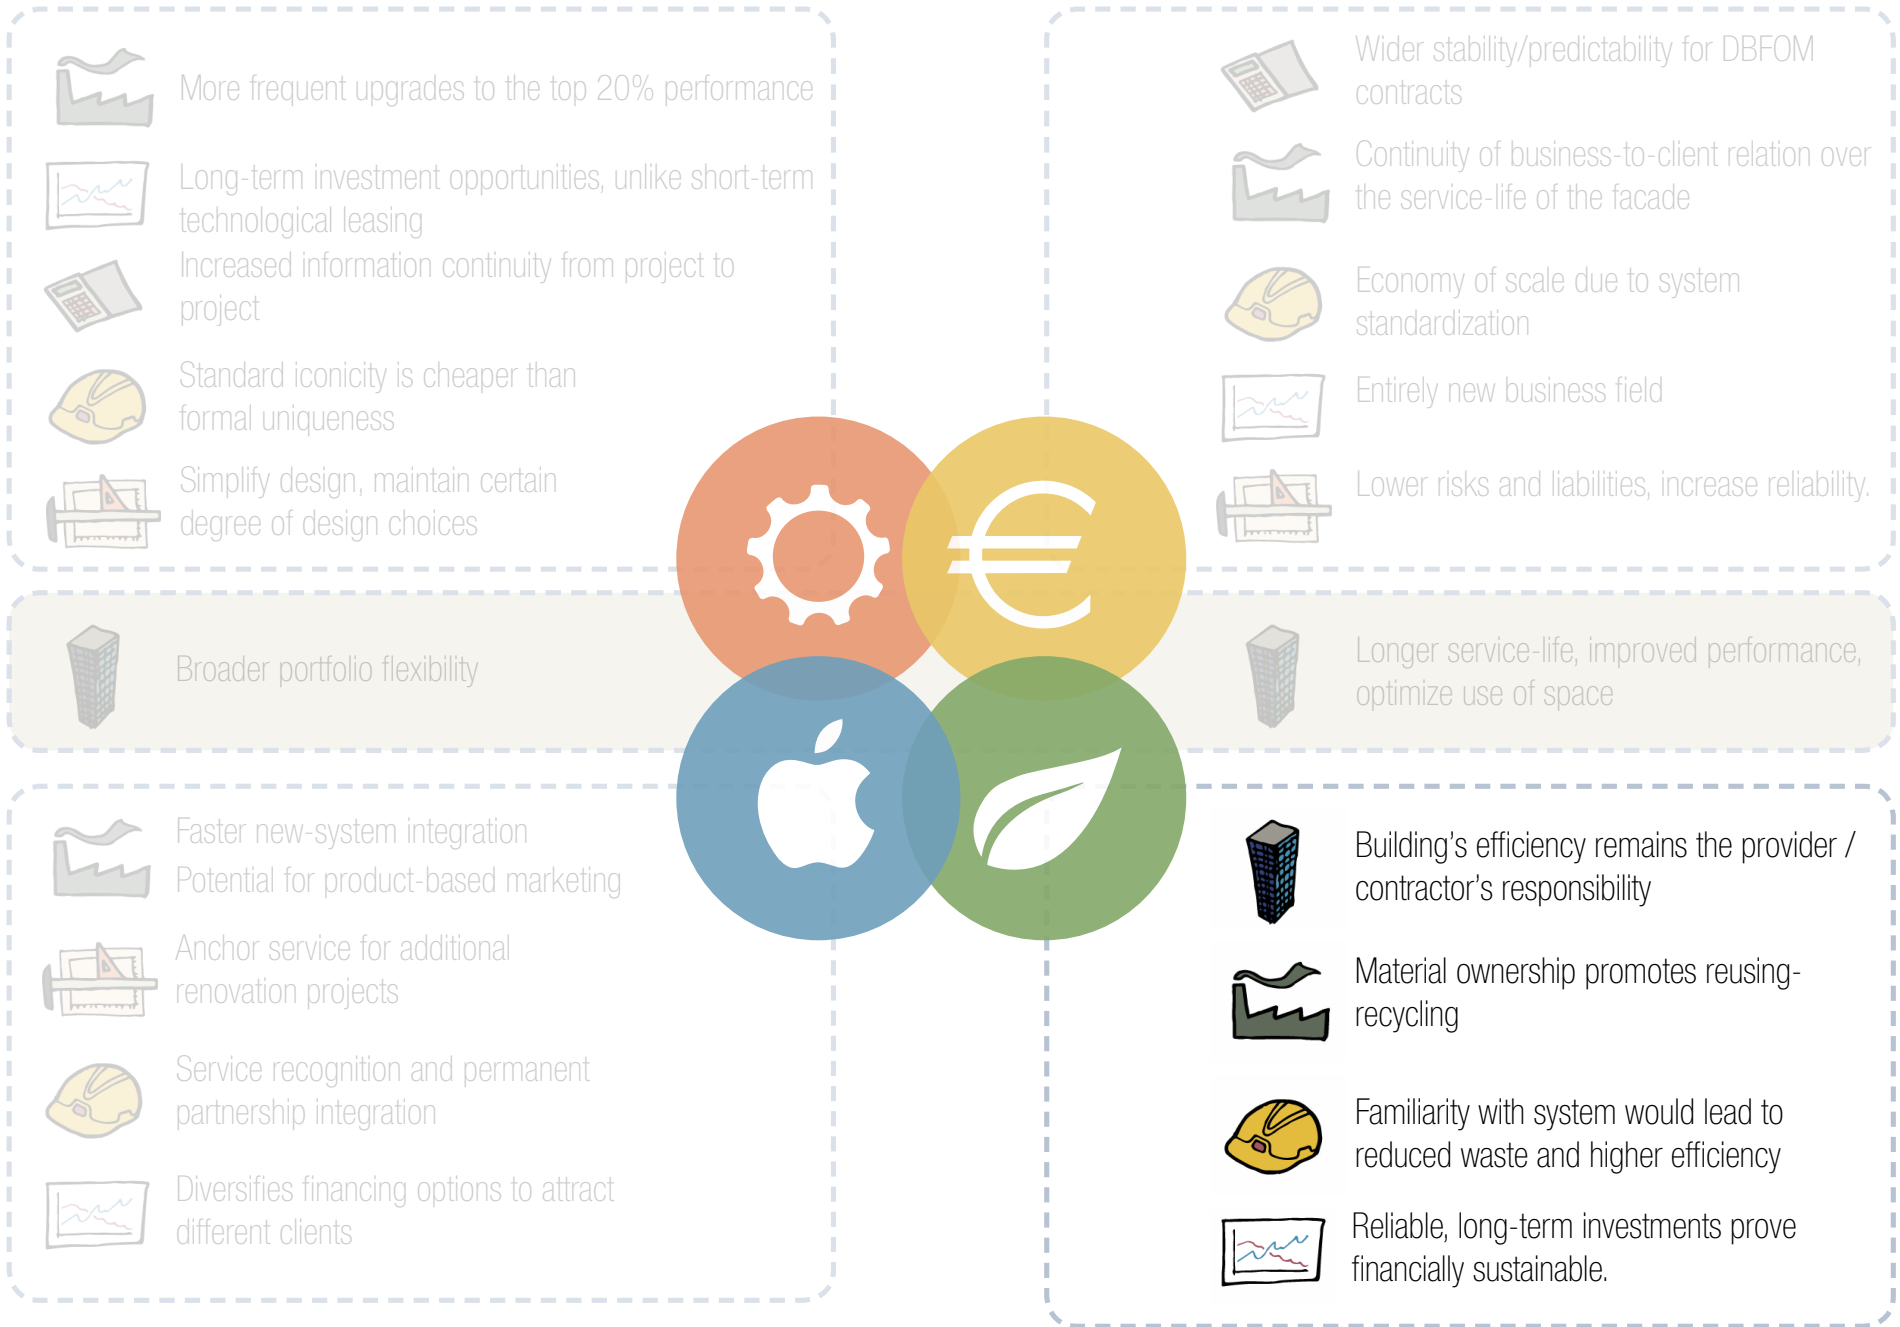 More frequent upgrades to the top 20% performance
Long-term investment opportunities, unlike short-term
technological leasing
Increased information continuity from project to
project
Standard iconicity is cheaper than
formal uniqueness
Simplify design, maintain certain
degree of design choices
Wider stability/predictability for DBFOM
contracts
Continuity of business-to-client relation over
the service-life of the facade
Economy of scale due to system
standardization
Entirely new business field
Lower risks and liabilities, increase reliability.
Broader portfolio flexibility
Longer service-life, improved performance,
optimize use of space
Faster new-system integration
Potential for product-based marketing
Anchor service for additional
renovation projects
Service recognition and permanent
partnership integration
Diversifies financing options to attract
different clients
Building's efficiency remains the provider /
contractor's responsibility
Material ownership promotes reusing-
recycling
Familiarity with system would lead to
reduced waste and higher efficiency
Reliable, long-term investments prove
financially sustainable.